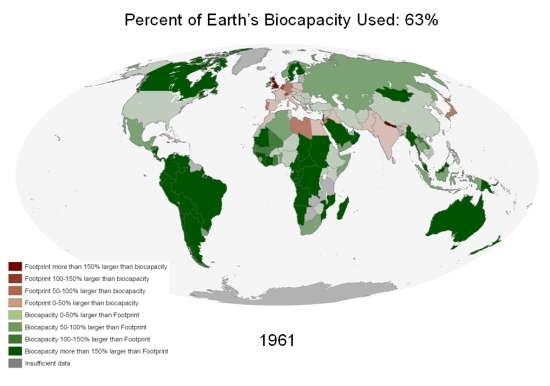 Percent of Earth’s Biocapacity Used: 63%
Footprint more than 150% larger than biocapacity
Footprint 100-150% larger than biocapacity
Footprint 50-100% larger than biocapacity
Footprint 0-50% larger than biocapacity
Biocapacity 0-50% larger than Footprint
Biocapacity 50-100% larger than Footprint
Biocapacity 100-150% larger than Footprint
Biocapacity more than 150% larger than Footprint
Insufficient data
1961